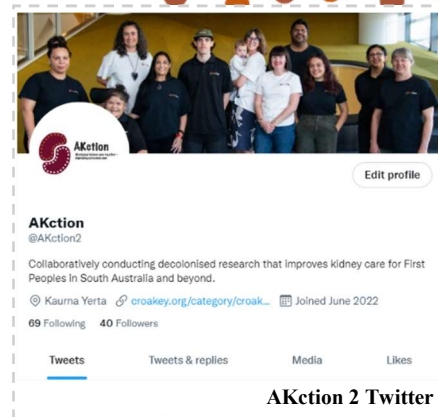 AKction
Edit profile
AKction
@AKction2
Collaboratively conducting decolonised research that improves kidney care for First
Peoples In South Australia and beyond.
Kaurna Yerta croakey.org/category/croak... Joined June 2022
69 Following 40 Followers
Tweets Tweets & replies Media Likes
AKction 2 Twitter